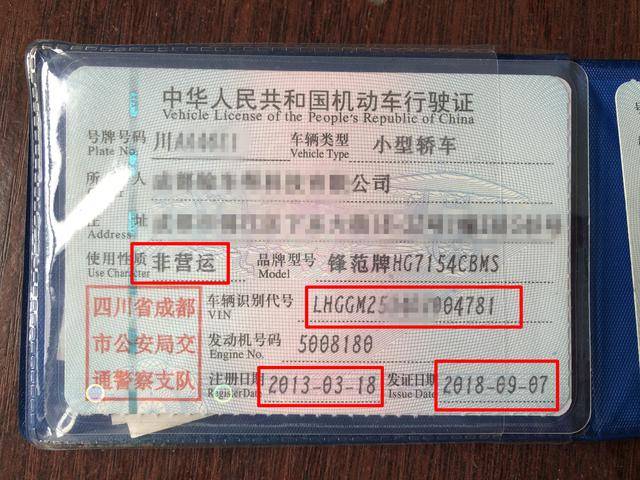 中华人民共和国机动车行驶证
Vehicle License of the People's Republic of China
号牌号码 川A 车辆类型 小型轿车
Plate No. Vehicle Type
所 人 公司
住 址
Address
使用性质 非营运 品牌型号 锋范牌HG7154CBMS
Use Character Model
四川省成都 车辆识别代号 LHGGM25 004781
VIN
市公安局交 发动机号码 5008180
Engine No.
通警察支队 注册日期 2013-03-18 发证日期 2018-09-07
Register Date Issue Date